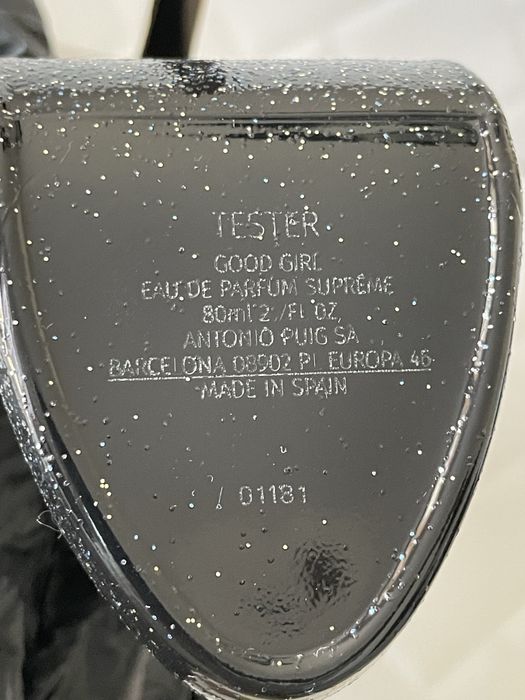 TESTER
GOOD GIRL
EAU DE PARFUM SUPRÊME
80ml 2 /FL OZ
ANTONIO PUIG SA
BARCELONA 08902 PL EUROPA 46
MADE IN SPAIN
01181